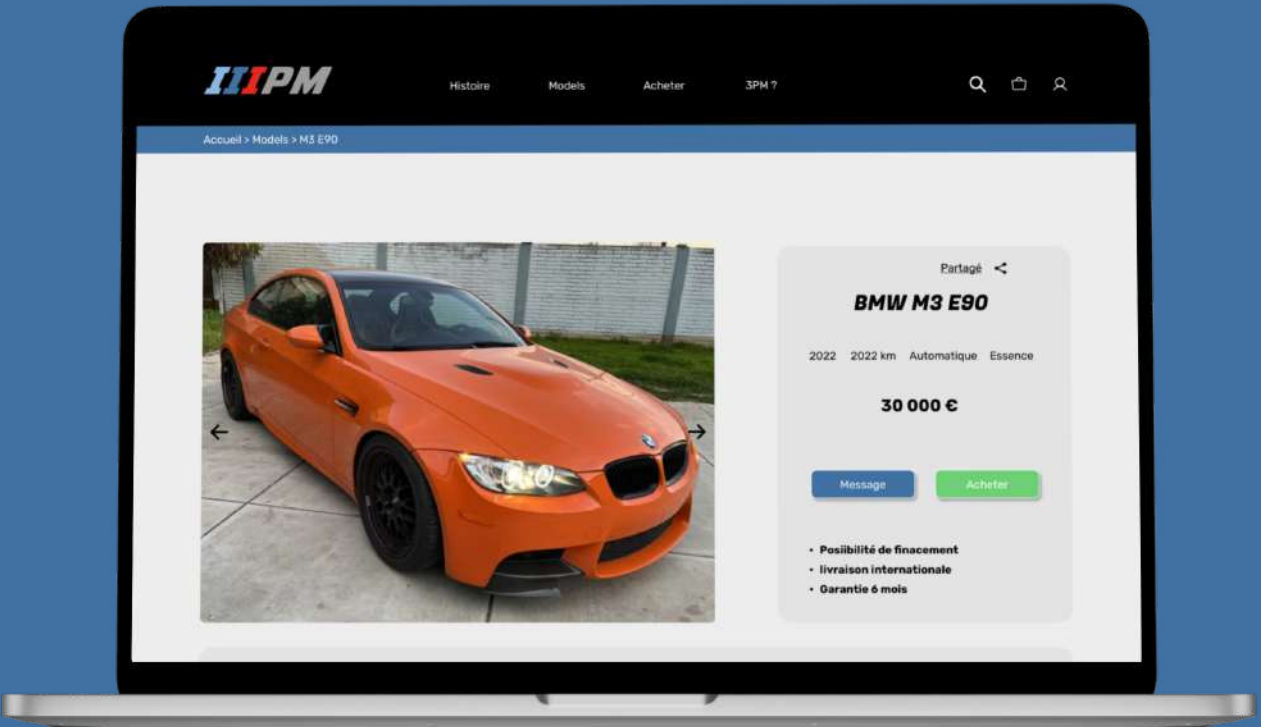 IIIPM
Histoire Models Acheter 3PM ?
Accueil > Models > M3 E90
Partagé
BMW M3 E90
2022 2022 km Automatique Essence
30 000 €
Message Acheter
• Posiibilité de finacement
• livraison internationale
• Garantie 6 mois